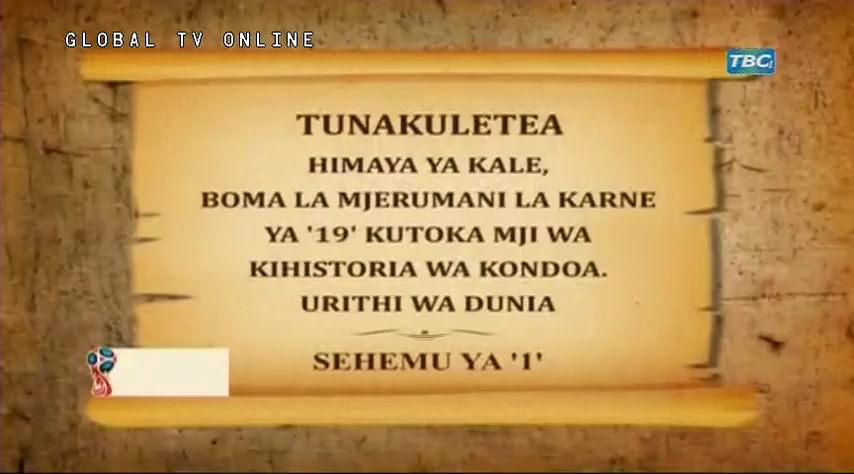 GLOBAL TV ONLINE
TBC1
TUNAKULETEA
HIMAYA YA KALE,
BOMA LA MJERUMANI LA KARNE
YA '19' KUTOKA MJI WA
KIHISTORIA WA KONDOA.
URITHI WA DUNIA
SEHEMU YA '1'